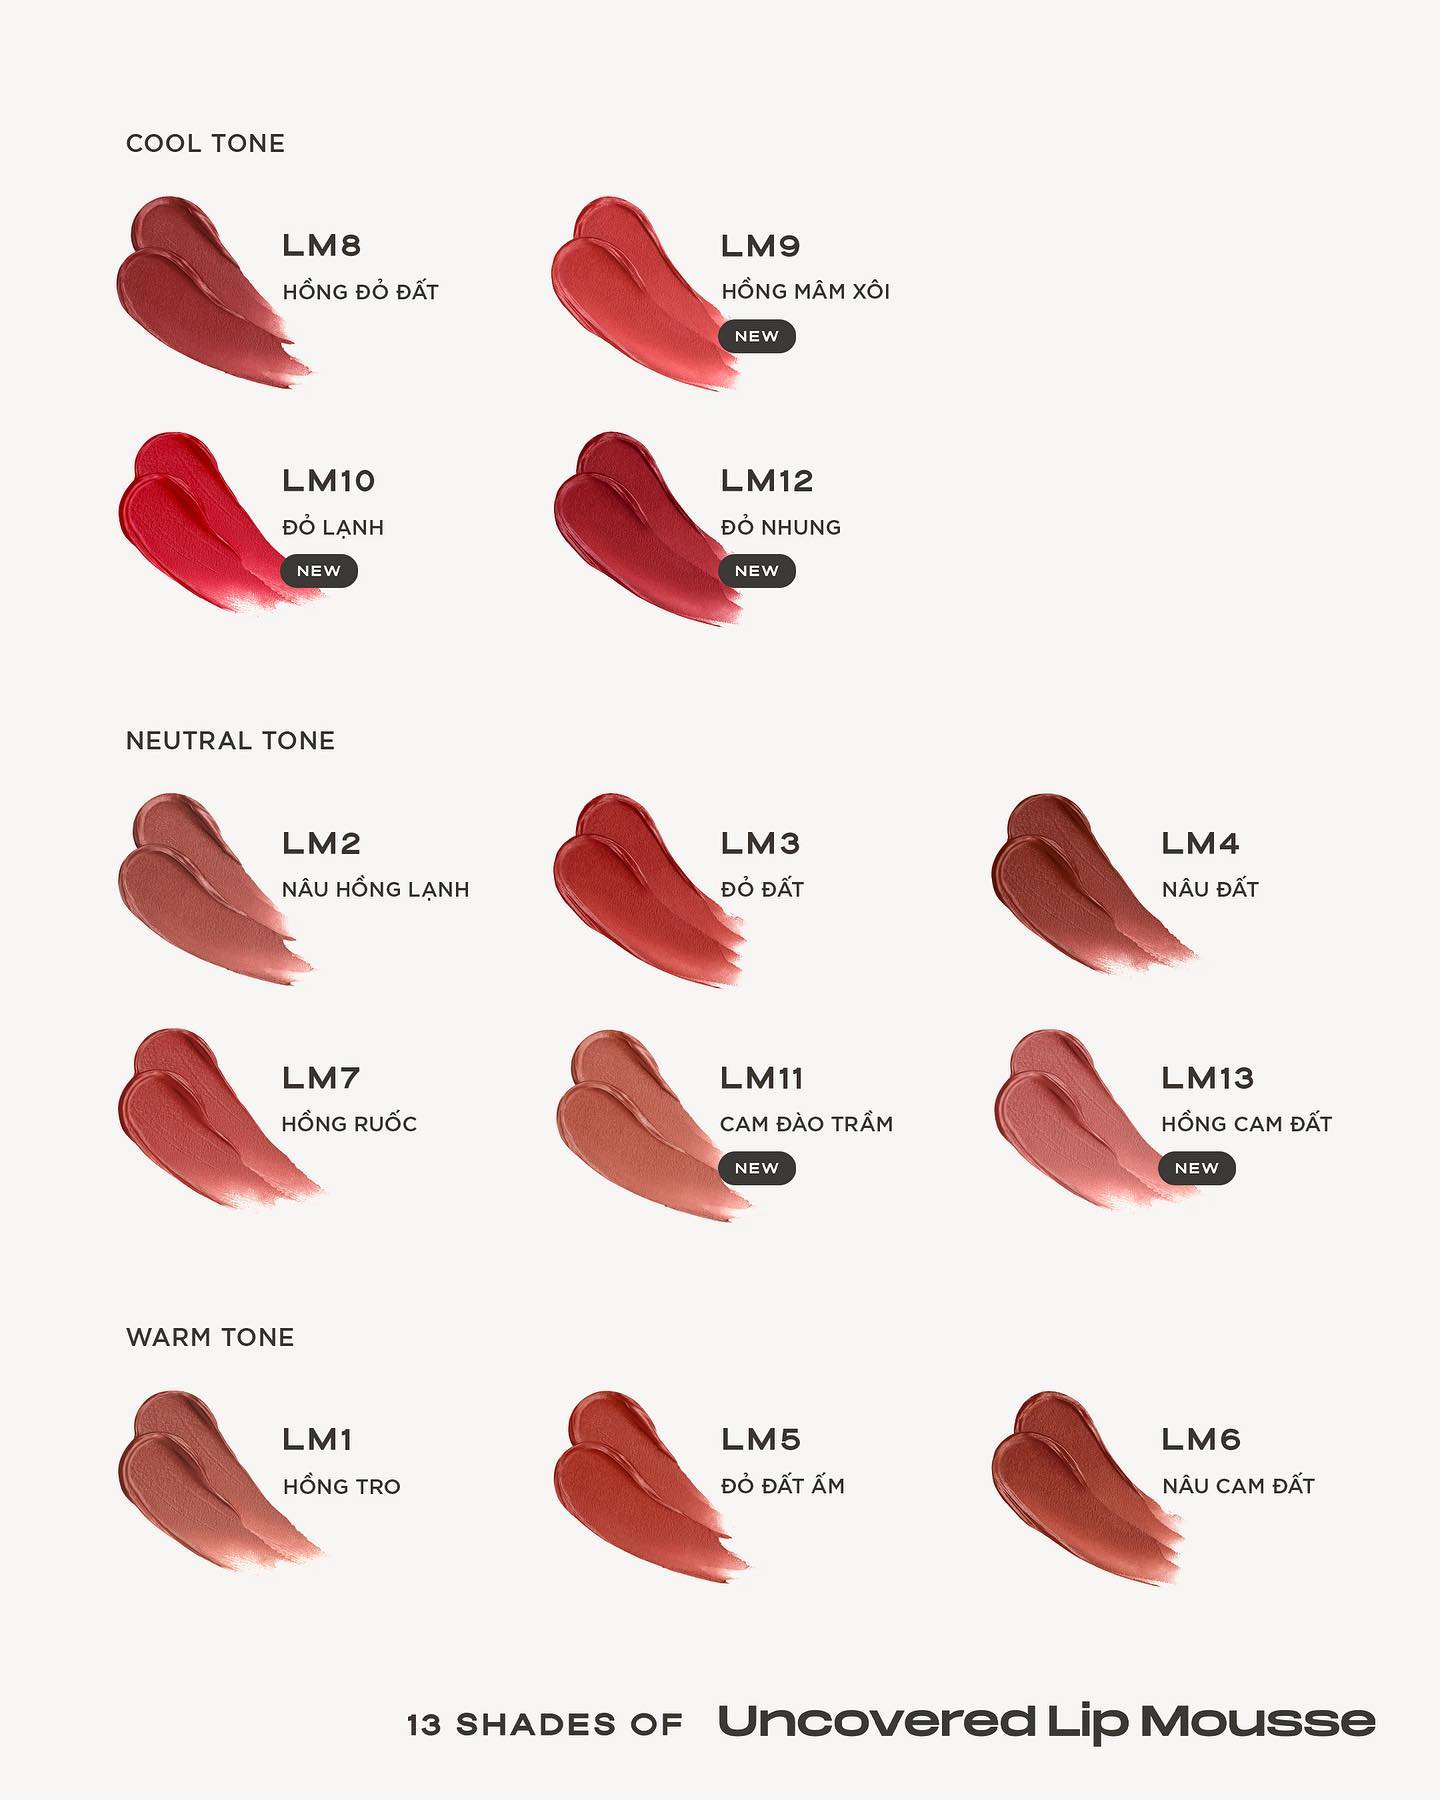 COOL TONE
LM8
HỒNG ĐỎ ĐẤT
LM9
HỒNG MÂM XÔI
NEW
LM10
ĐỎ LẠNH
NEW
LM12
ĐỎ NHUNG
NEW
NEUTRAL TONE
LM2
NÂU HỒNG LẠNH
LM3
ĐỎ ĐẤT
LM4
NÂU ĐẤT
LM7
HỒNG RUỐC
LM11
CAM ĐÀO TRẦM
NEW
LM13
HỒNG CAM ĐẤT
NEW
WARM TONE
LM1
HỒNG TRO
LM5
ĐỎ ĐẤT ẤM
LM6
NÂU CAM ĐẤT
13 SHADES OF Uncovered Lip Mousse